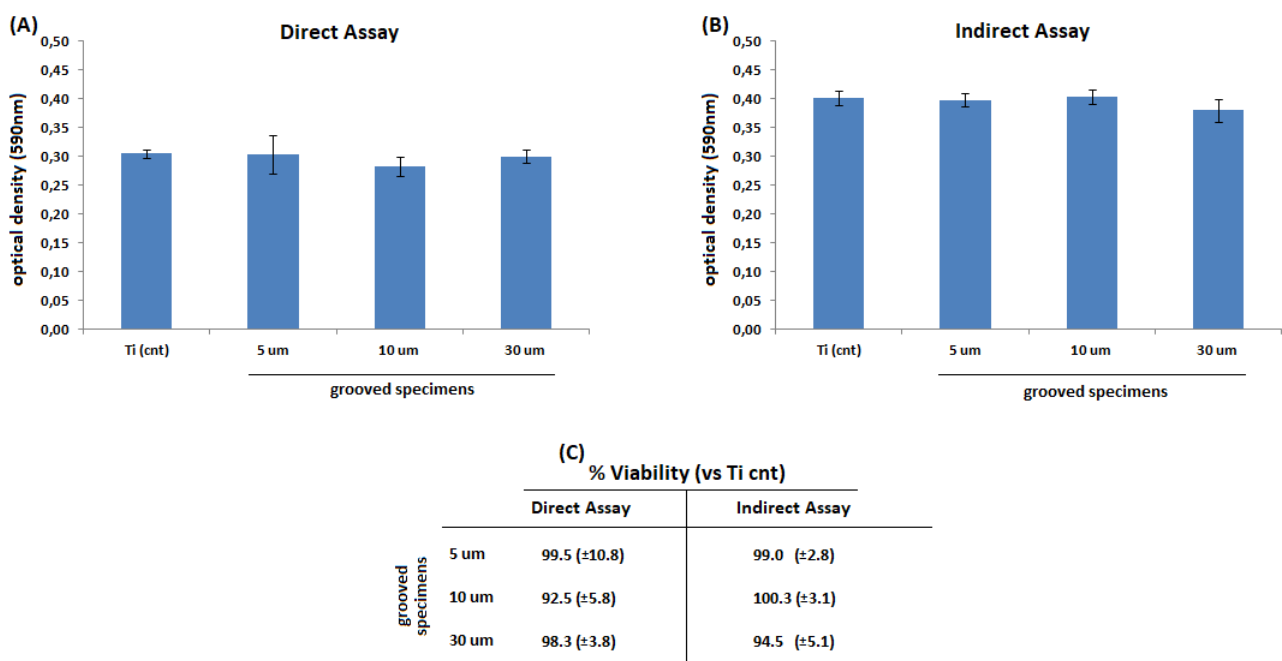 (A)
Direct Assay
optical density (590nm)
0,50
0,45
0,40
0,35
0,30
0,25
0,20
0,15
0,10
0,05
0,00
Ti (cnt) 5 um 10 um 30 um
grooved specimens
(B)
Indirect Assay
optical density (590nm)
0,50
0,45
0,40
0,35
0,30
0,25
0,20
0,15
0,10
0,05
0,00
Ti (cnt) 5 um 10 um 30 um
grooved specimens
(C)
% Viability (vs Ti cnt)
Direct Assay Indirect Assay
grooved
specimens
5 um 99.5 (±10.8) 99.0 (±2.8)
10 um 92.5 (±5.8) 100.3 (±3.1)
30 um 98.3 (±3.8) 94.5 (±5.1)